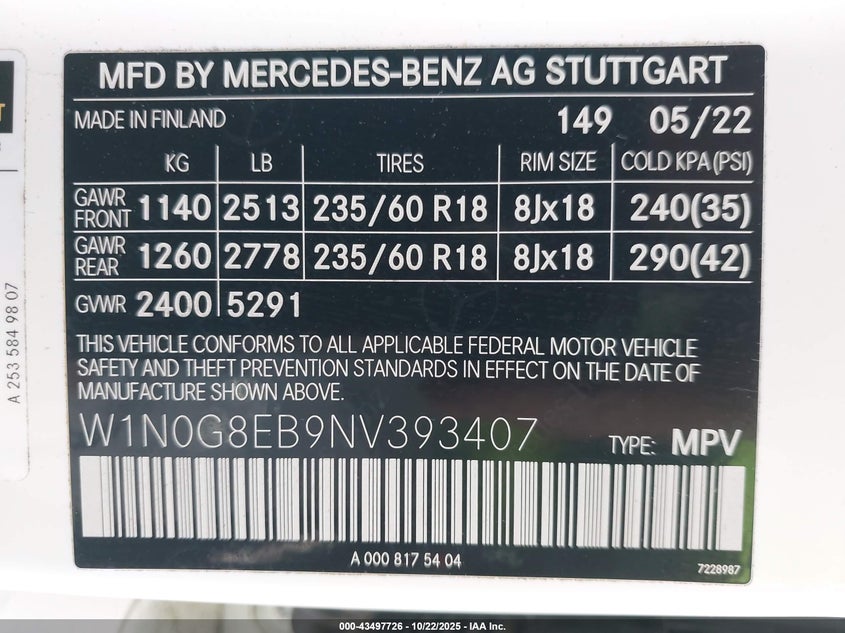 MFD BY MERCEDES-BENZ AG STUTTGART
MADE IN FINLAND 149 05/22
KG LB TIRES RIM SIZE COLD KPA(PSI)
GAWR FRONT 1140 2513 235/60 R18 8Jx18 240(35)
GAWR REAR 1260 2778 235/60 R18 8Jx18 290(42)
GVWR 2400 5291
THIS VEHICLE CONFORMS TO ALL APPLICABLE FEDERAL MOTOR VEHICLE
SAFETY AND THEFT PREVENTION STANDARDS IN EFFECT ON THE DATE OF
MANUFACTURE SHOWN ABOVE.
W1N0G8EB9NV393407 TYPE: MPV
A 000 817 54 04
7228987
A 253 584 98 07
000-43497726 - 10/22/2025 - IAA Inc.